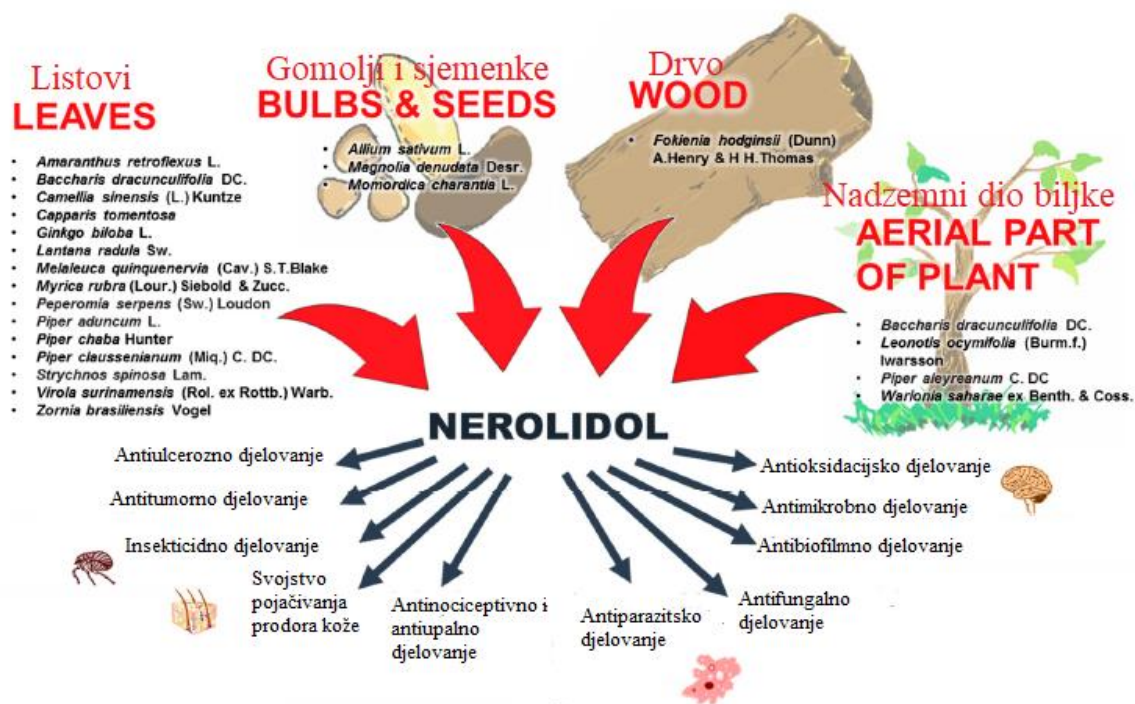 Listovi
LEAVES
Amaranthus retroflexus L.
Baccharis dracunculifolia DC.
Camellia sinensis (L.) Kuntze
Capparis tomentosa
Ginkgo biloba L.
Lantana radula Sw.
Melaleuca quinquenervia (Cav.) S.T.Blake
Myrica rubra (Lour.) Siebold & Zucc.
Peperomia serpens (Sw.) Loudon
Piper aduncum L.
Piper chaba Hunter
Piper claussenianum (Miq.) C. DC.
Strychnos spinosa Lam.
Virola surinamensis (Rol. ex Rottb.) Warb.
Zornia brasiliensis Vogel
Gomolji i sjemenke
BULBS & SEEDS
Allium sativum L.
Magnolia denudata Desr.
Momordica charantia L.
Drvo
WOOD
Fokienia hodginsii (Dunn)
A.Henry & H H.Thomas
Nadzemni dio biljke
AERIAL PART
OF PLANT
Baccharis dracunculifolia DC.
Leonotis ocymifolia (Burm.f.)
Iwarsson
Piper aleyreanum C. DC
Warionia saharae ex Benth. & Coss.
NEROLIDOL
Antiulcerozno djelovanje
Antitumorno djelovanje
Insekticidno djelovanje
Svojstvo
pojačivanja
prodora kože
Antinociceptivno i
antiupalno
djelovanje
Antiparazitsko
djelovanje
Antifungalno
djelovanje
Antibiofilmno djelovanje
Antimikrobno djelovanje
Antioksidacijsko djelovanje